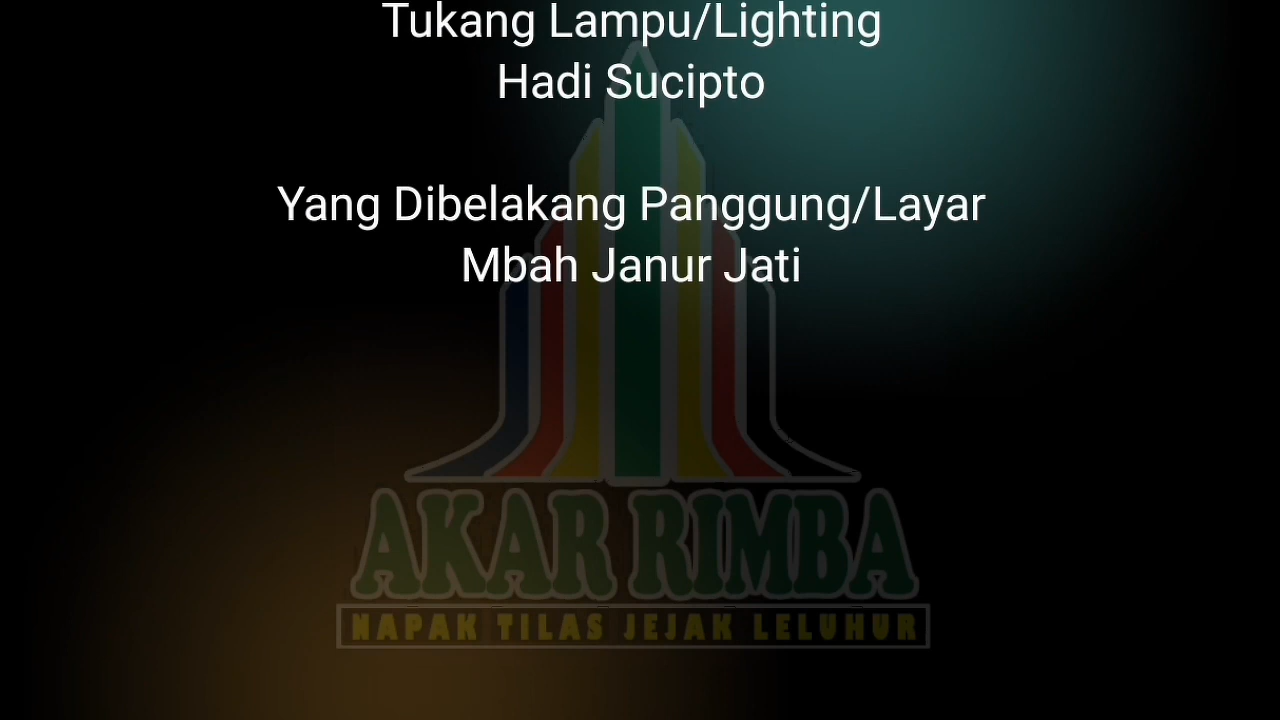 Tukang Lampu/Lighting
Hadi Sucipto
Yang Dibelakang Panggung/Layar
Mbah Janur Jati
AKAR RIMBA
NAPAK TILAS JEJAK LELUHUR